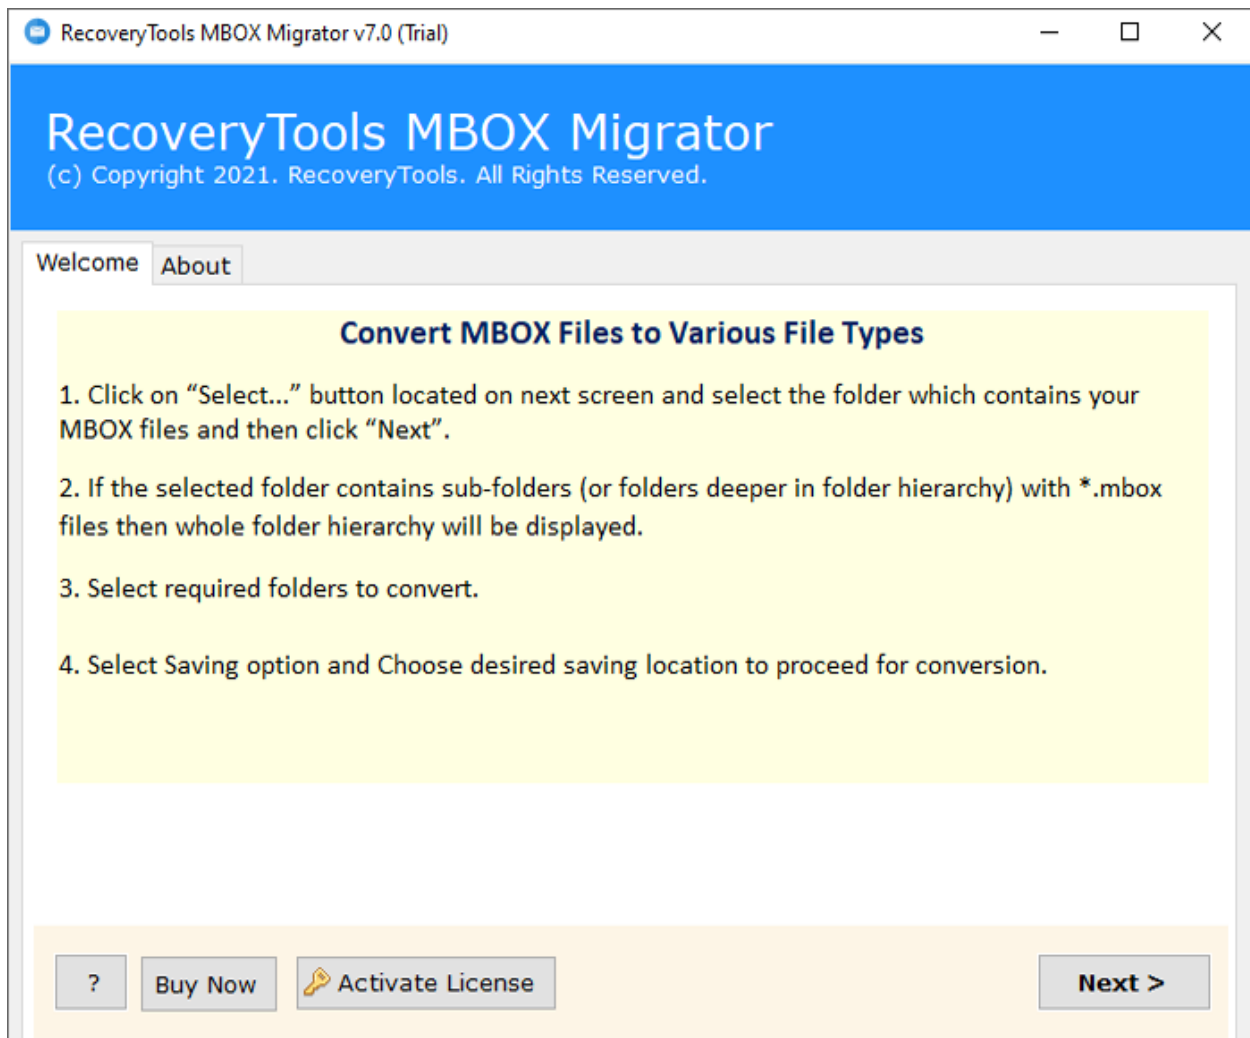 RecoveryTools MBOX Migrator v7.0 (Trial)
RecoveryTools MBOX Migrator
(c) Copyright 2021. RecoveryTools. All Rights Reserved.
Welcome About
Convert MBOX Files to Various File Types
1. Click on “Select...” button located on next screen and select the folder which contains your
MBOX files and then click “Next”.
2. If the selected folder contains sub-folders (or folders deeper in folder hierarchy) with *.mbox
files then whole folder hierarchy will be displayed.
3. Select required folders to convert.
4. Select Saving option and Choose desired saving location to proceed for conversion.
? Buy Now Activate License Next >